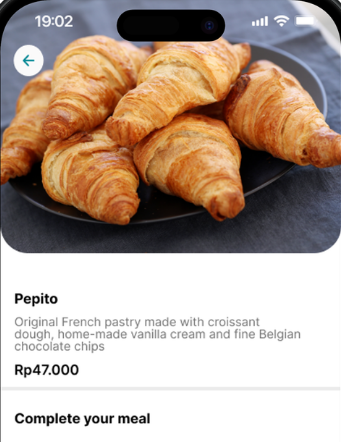 19:02
Pepito
Original French pastry made with croissant
dough, home-made vanilla cream and fine Belgian
chocolate chips
Rp47.000
Complete your meal